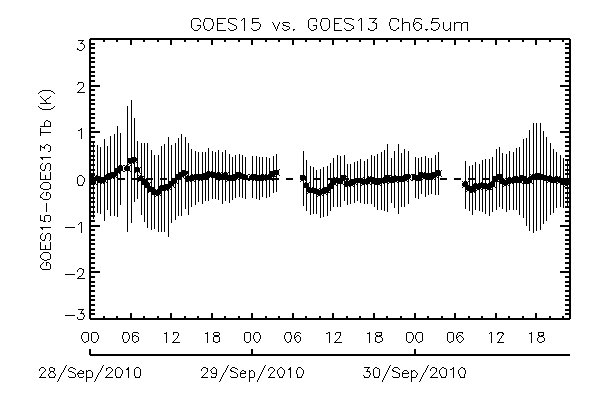 GOES15 vs. GOES13 Ch6.5um
GOES15-GOES13 Tb (K)
3
2
1
0
-1
-2
-3
00 06 12 18 00 06 12 18 00 06 12 18
28/Sep/2010 29/Sep/2010 30/Sep/2010